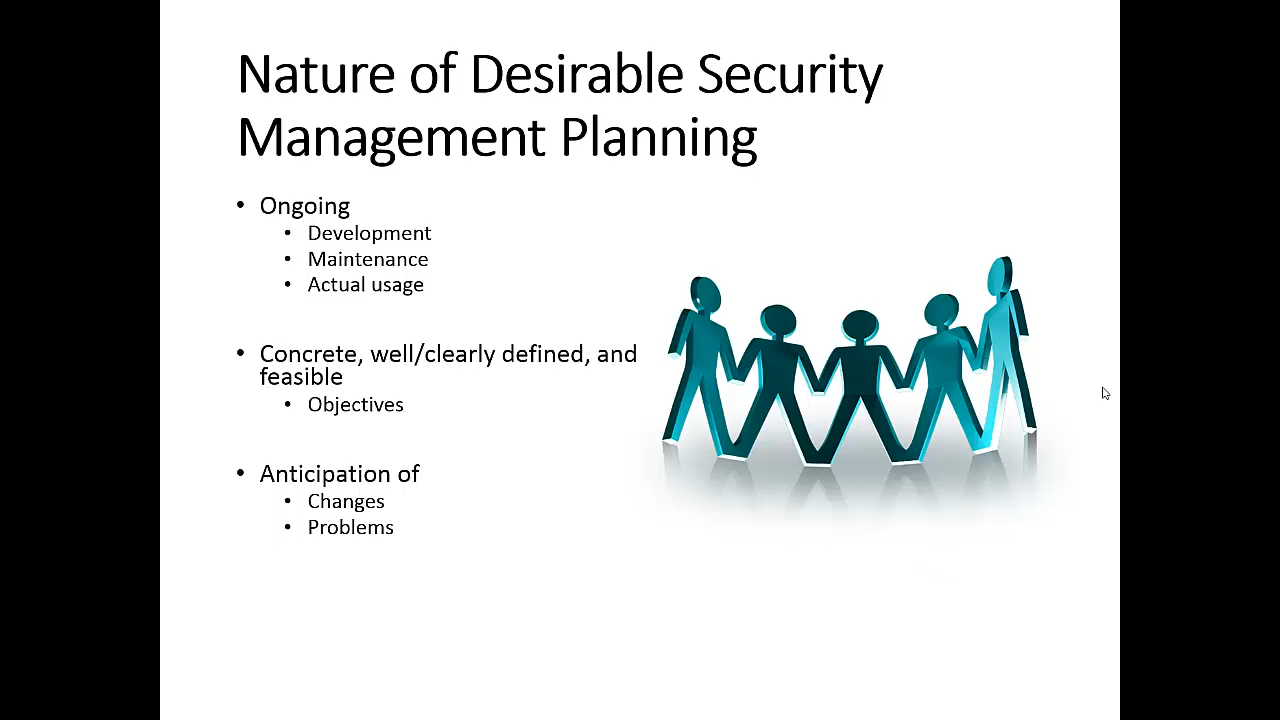 Nature of Desirable Security
Management Planning
• Ongoing
• Development
• Maintenance
• Actual usage
• Concrete, well/clearly defined, and
feasible
• Objectives
• Anticipation of
• Changes
• Problems